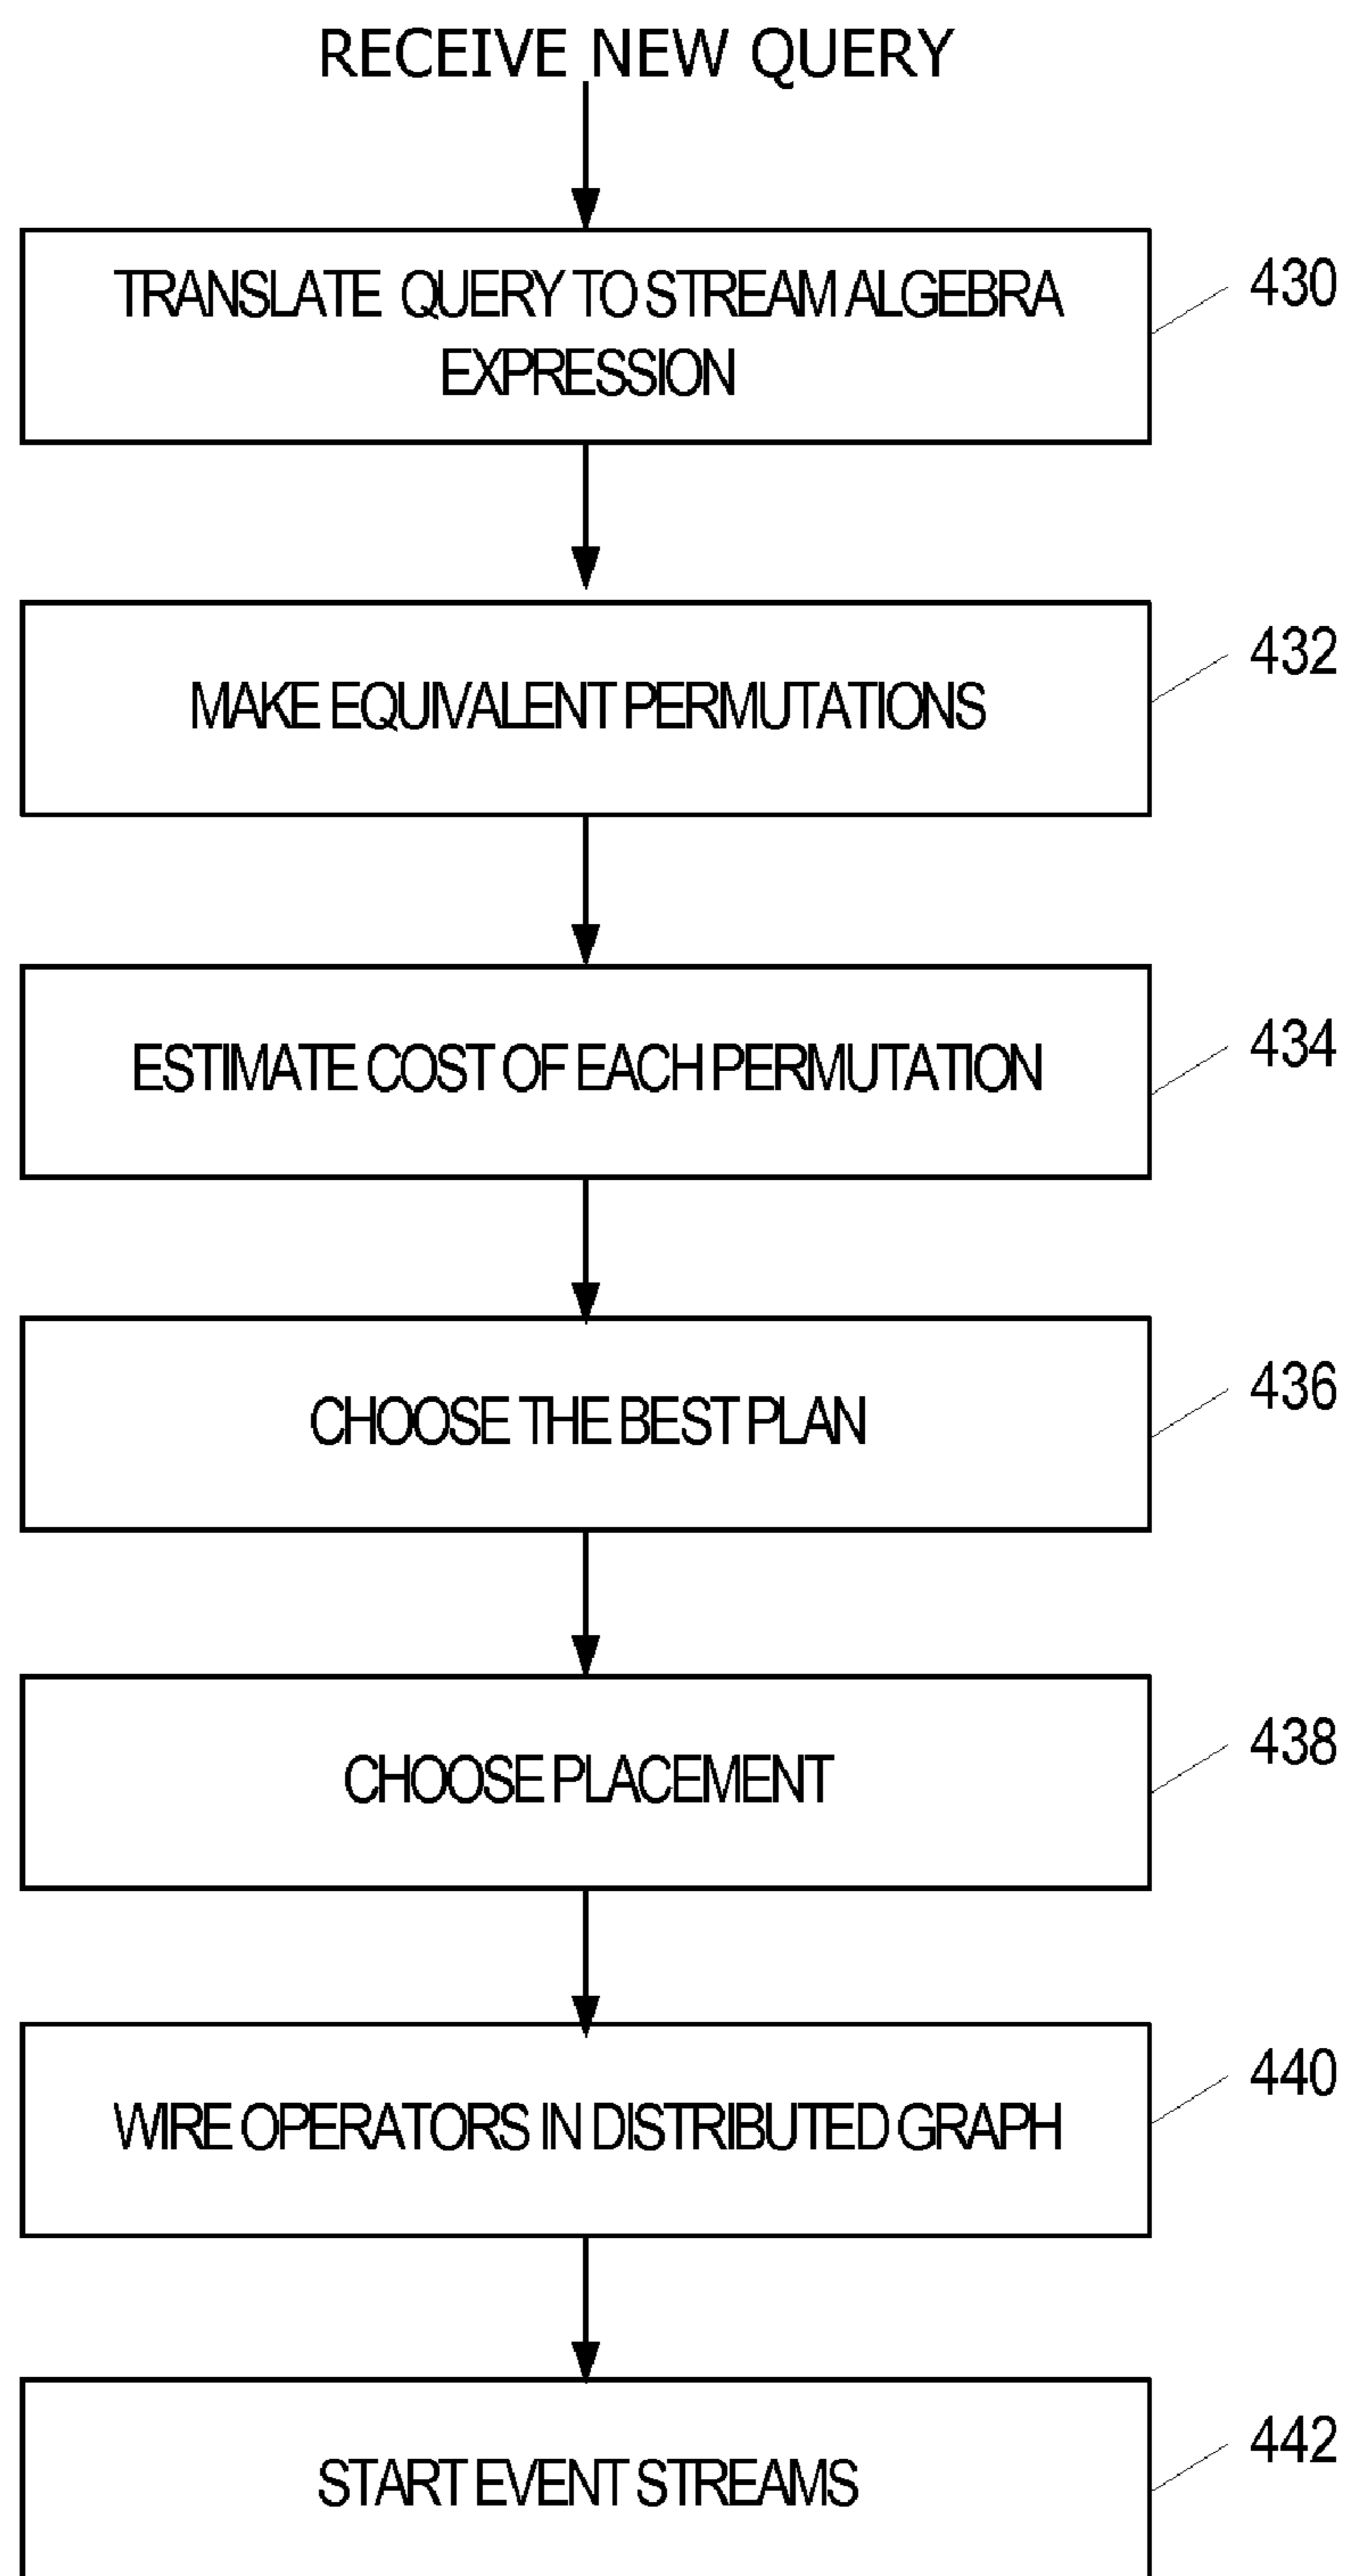 RECEIVE NEW QUERY
TRANSLATE QUERY TO STREAM ALGEBRA
EXPRESSION
430
MAKE EQUIVALENT PERMUTATIONS
432
ESTIMATE COST OF EACH PERMUTATION
434
CHOOSE THE BEST PLAN
436
CHOOSE PLACEMENT
438
WIRE OPERATORS IN DISTRIBUTED GRAPH
440
START EVENT STREAMS
442